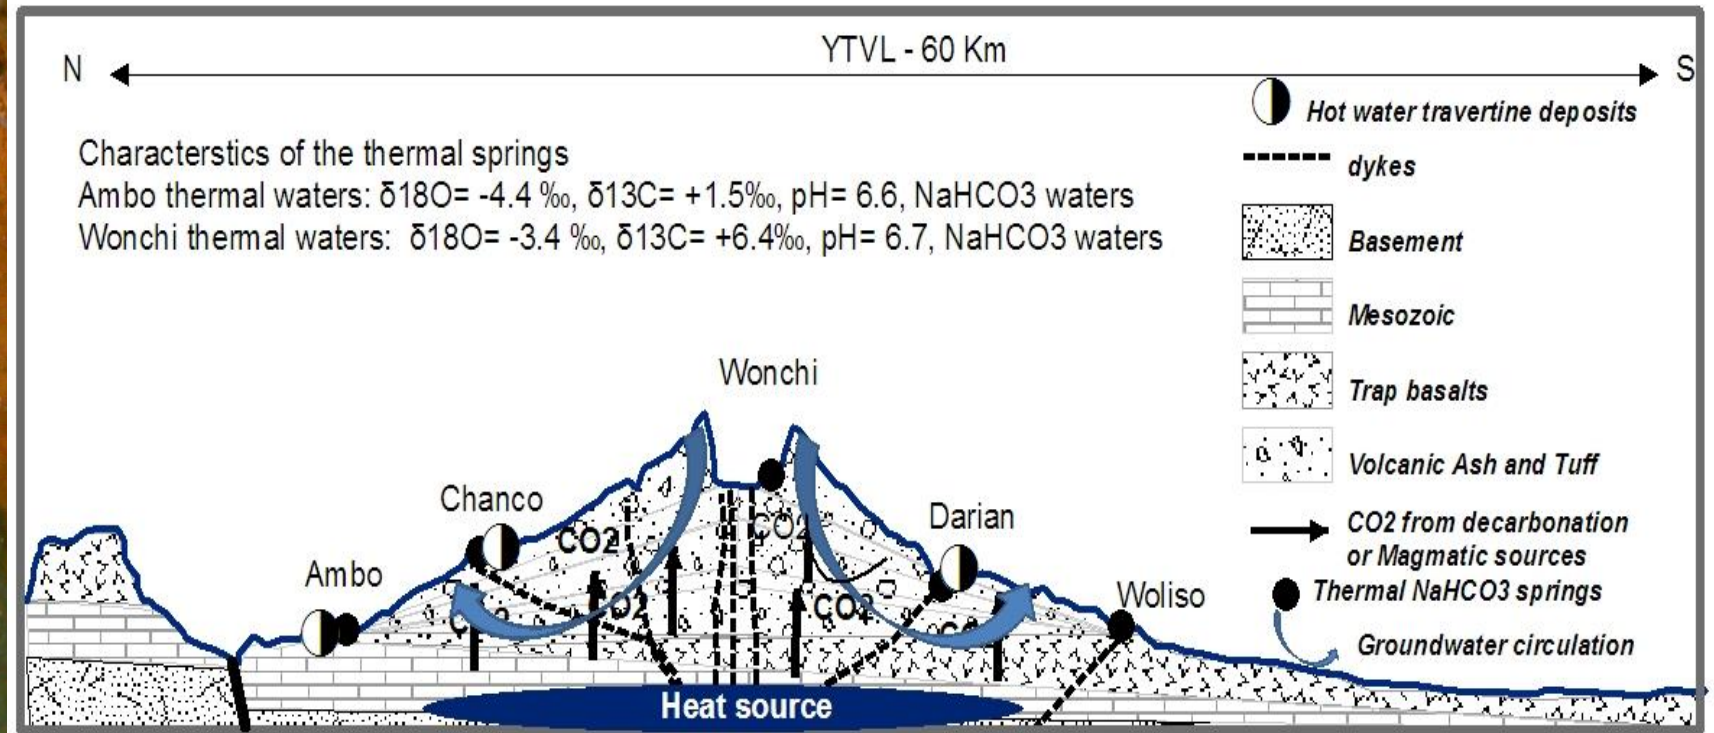 YTVL - 60 Km
N
S
Characterstics of the thermal springs
Ambo thermal waters: δ18O= -4.4 ‰, δ13C= +1.5‰, pH= 6.6, NaHCO3 waters
Wonchi thermal waters: δ18O= -3.4 ‰, δ13C= +6.4‰, pH= 6.7, NaHCO3 waters
Hot water travertine deposits
dykes
Basement
Mesozoic
Trap basalts
Volcanic Ash and Tuff
CO2 from decarbonation
or Magmatic sources
Thermal NaHCO3 springs
Groundwater circulation
Wonchi
Chanco
Darian
Ambo
Woliso
CO2
CO2
CO2
CO2
Heat source